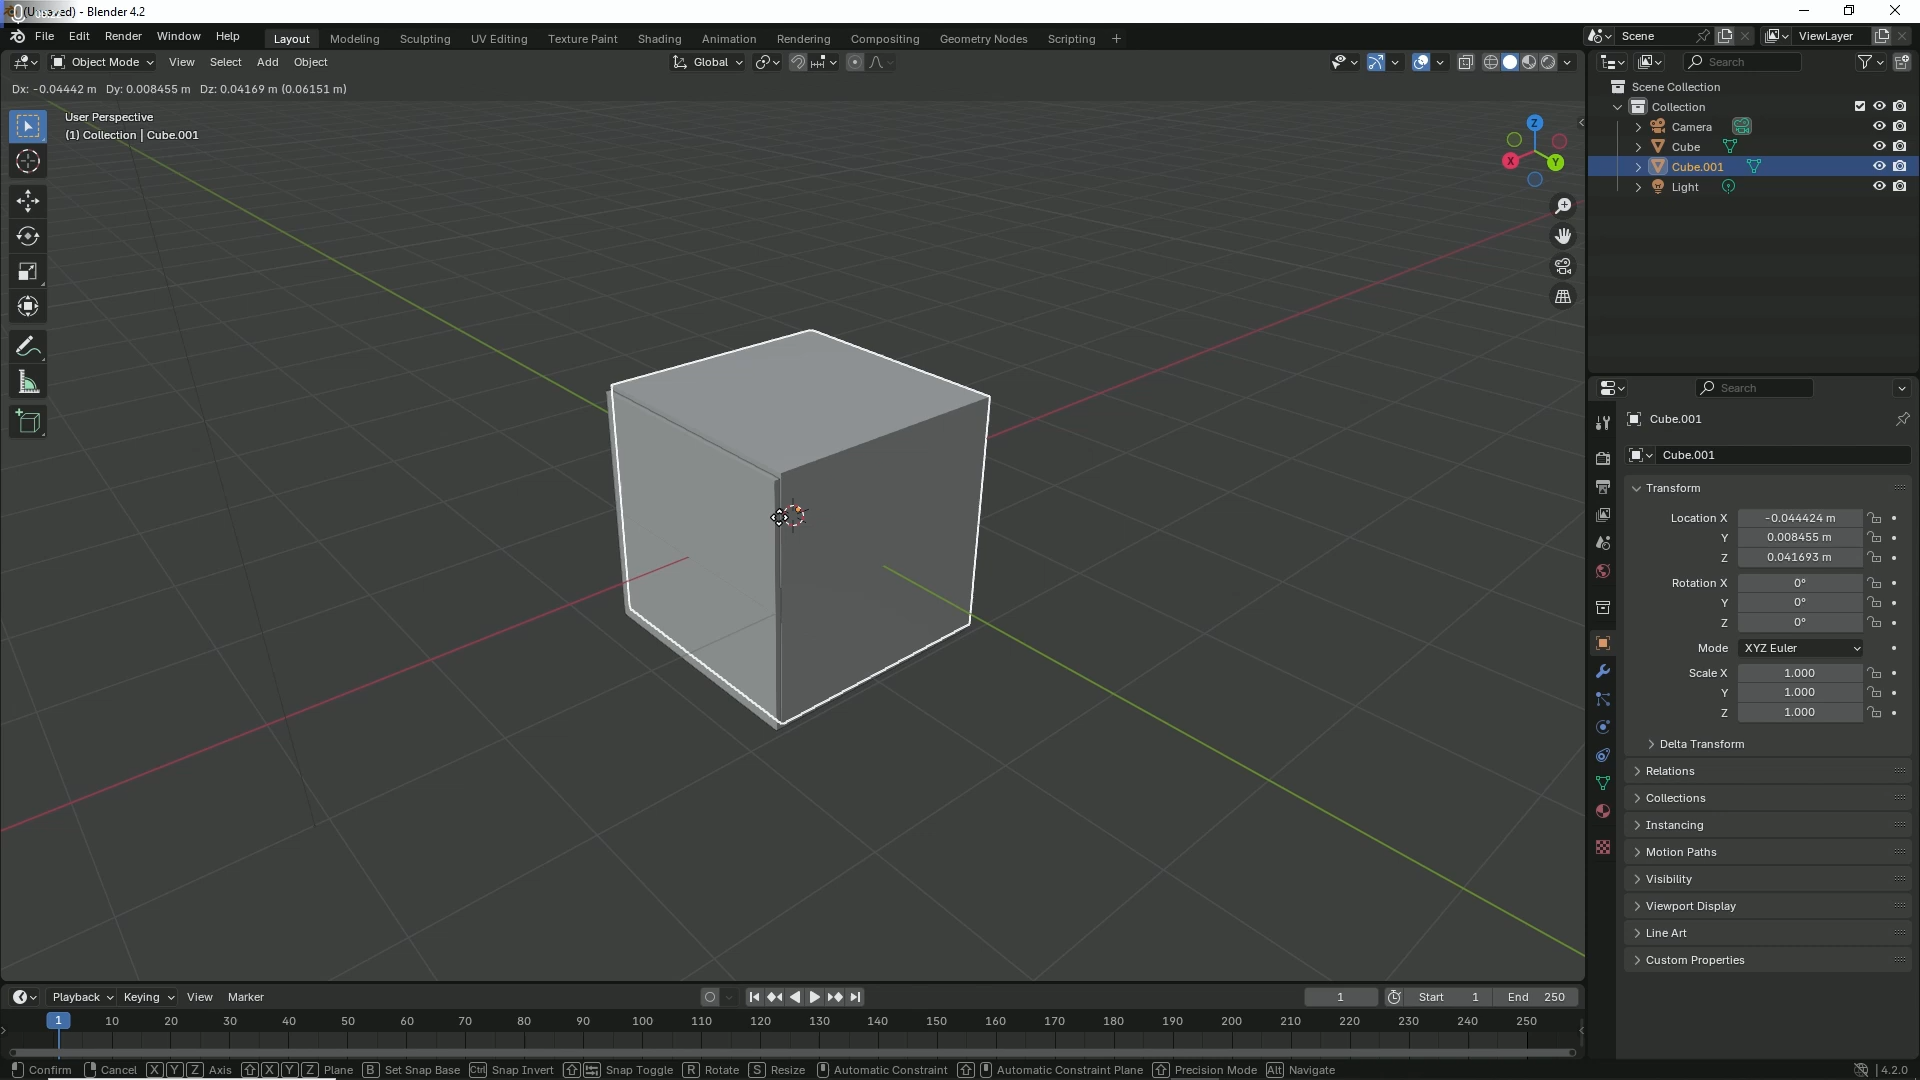 (Unsaved) - Blender 4.2
File Edit Render Window Help
Layout Modeling Sculpting UV Editing Texture Paint Shading Animation Rendering Compositing Geometry Nodes Scripting +
Scene ViewLayer
Object Mode View Select Add Object
Global
Search
Dx: -0.04442 m Dy: 0.008455 m Dz: 0.04169 m (0.06151 m)
User Perspective
(1) Collection | Cube.001
Z
X
Y
Scene Collection
Collection
Camera
Cube
Cube.001
Light
Search
Cube.001
Cube.001
Transform
Location X -0.044424 m
Y 0.008455 m
Z 0.041693 m
Rotation X 0°
Y 0°
Z 0°
Mode XYZ Euler
Scale X 1.000
Y 1.000
Z 1.000
Delta Transform
Relations
Collections
Instancing
Motion Paths
Visibility
Viewport Display
Line Art
Custom Properties
Playback Keying View Marker
1 Start 1 End 250
1 10 20 30 40 50 60 70 80 90 100 110 120 130 140 150 160 170 180 190 200 210 220 230 240 250
Confirm Cancel X Y Z Axis X Y Z Plane B Set Snap Base Ctrl Snap Invert Snap Toggle R Rotate S Resize Automatic Constraint Automatic Constraint Plane Precision Mode Alt Navigate 4.2.0